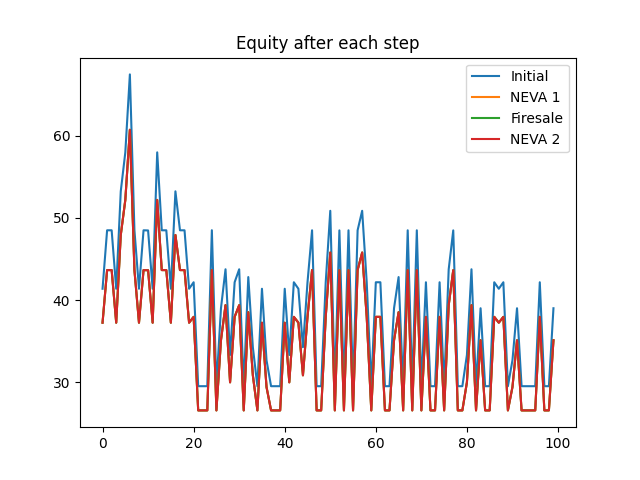 Equity after each step
Initial
NEVA 1
Firesale
NEVA 2
60
50
40
30
0 20 40 60 80 100